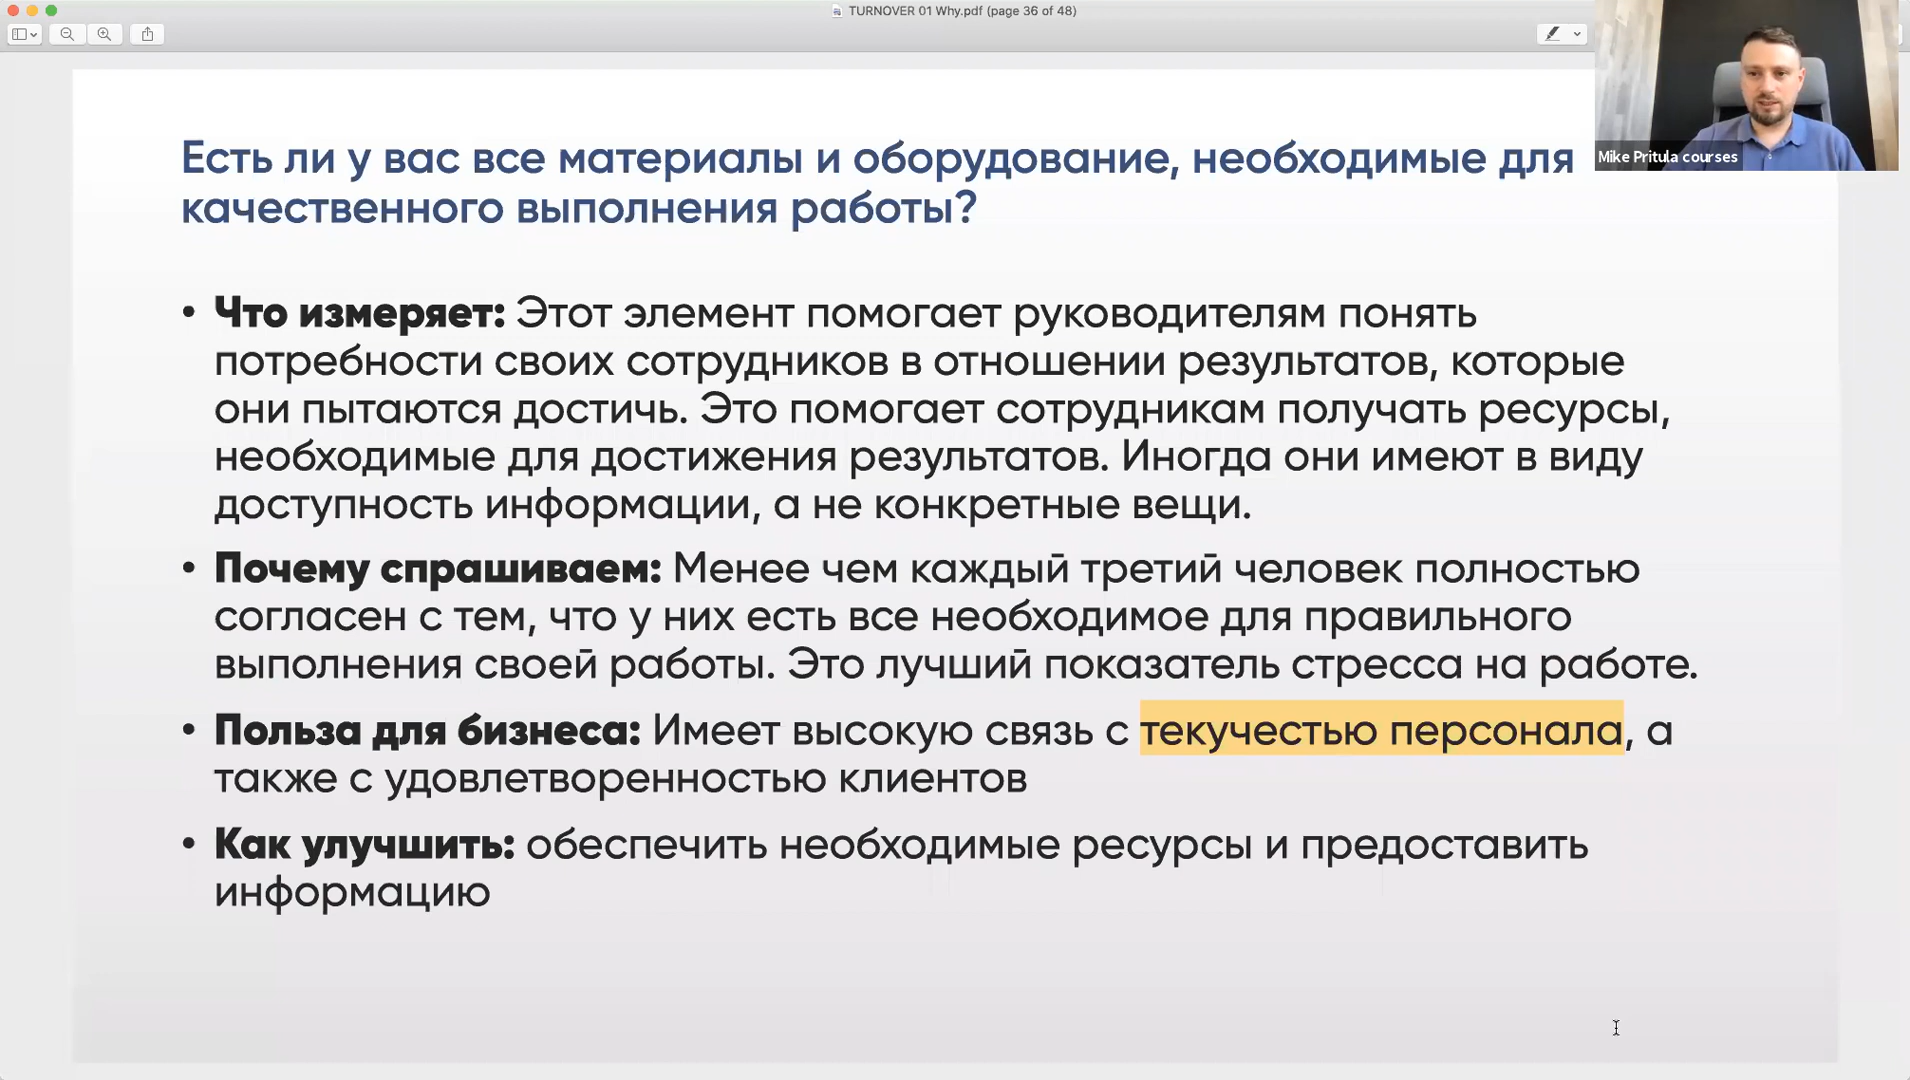 TURNOVER 01 Why.pdf (page 36 of 48)
Mike Pritula courses
Есть ли у вас все материалы и оборудование, необходимые для
качественного выполнения работы?
• Что измеряет: Этот элемент помогает руководителям понять
потребности своих сотрудников в отношении результатов, которые
они пытаются достичь. Это помогает сотрудникам получать ресурсы,
необходимые для достижения результатов. Иногда они имеют в виду
доступность информации, а не конкретные вещи.
• Почему спрашиваем: Менее чем каждый третий человек полностью
согласен с тем, что у них есть все необходимое для правильного
выполнения своей работы. Это лучший показатель стресса на работе.
• Польза для бизнеса: Имеет высокую связь с текучестью персонала, а
также с удовлетворенностью клиентов
• Как улучшить: обеспечить необходимые ресурсы и предоставить
информацию